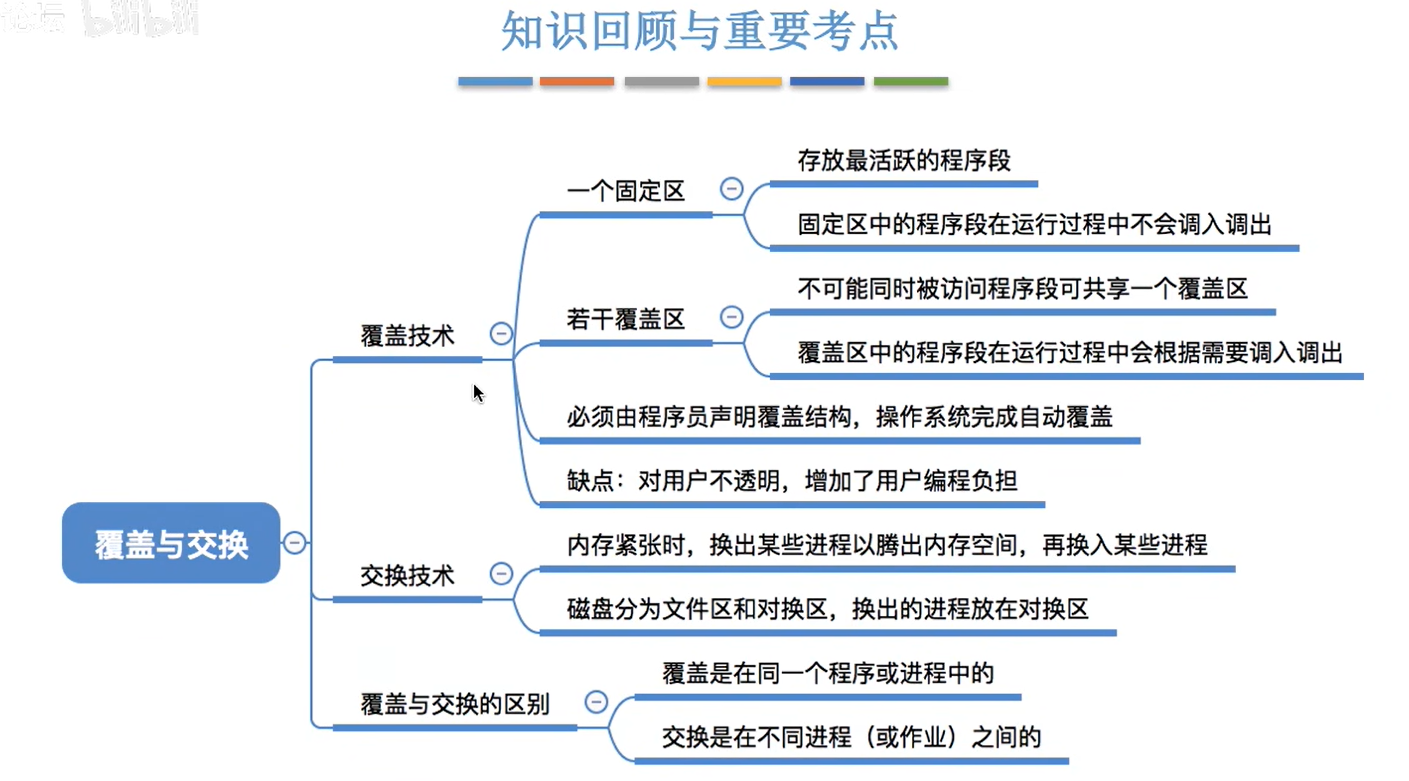 知识回顾与重要考点
存放最活跃的程序段
一个固定区
固定区中的程序段在运行过程中不会调入调出
不可能同时被访问程序段可共享一个覆盖区
若干覆盖区
覆盖技术
覆盖区中的程序段在运行过程中会根据需要调入调出
必须由程序员声明覆盖结构，操作系统完成自动覆盖
缺点：对用户不透明，增加了用户编程负担
覆盖与交换
内存紧张时，换出某些进程以腾出内存空间，再换入某些进程
交换技术
磁盘分为文件区和对换区，换出的进程放在对换区
覆盖是在同一个程序或进程中的
覆盖与交换的区别
交换是在不同进程（或作业）之间的